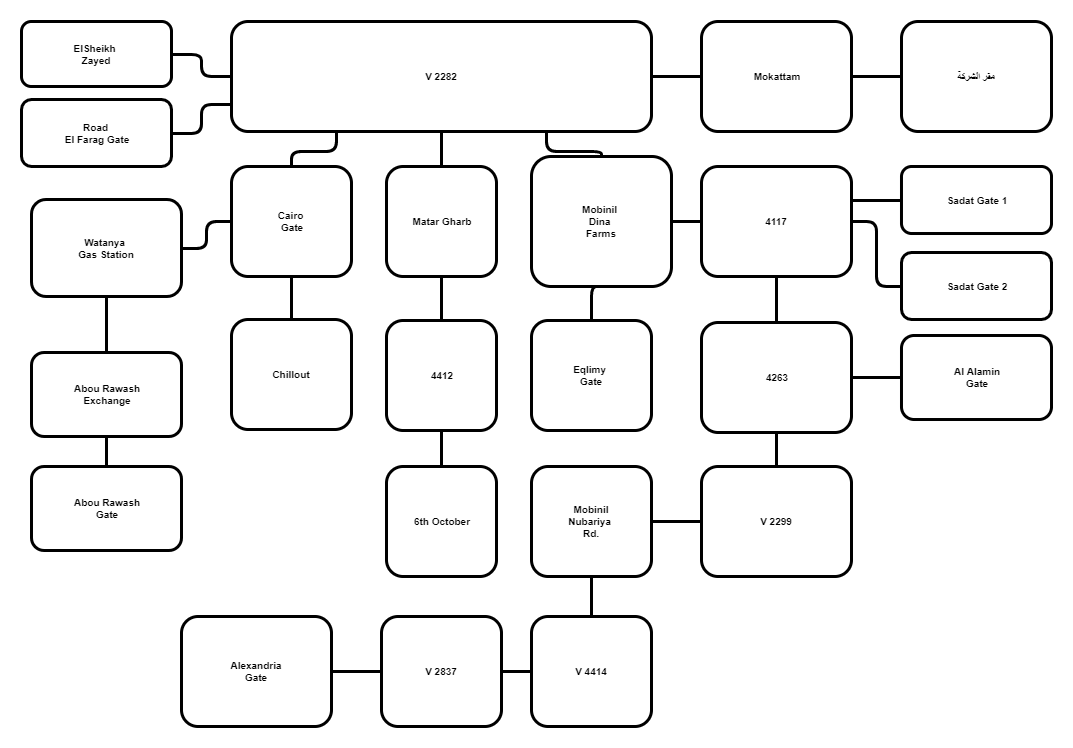 ElSheikh
Zayed
V 2282
Mokattam
مقر الشركة
Road
El Farag Gate
Cairo
Gate
Matar Gharb
Mobinil
Dina
Farms
4117
Sadat Gate 1
Watanya
Gas Station
Sadat Gate 2
Chillout
4412
Eqlimy
Gate
4263
Al Alamin
Gate
Abou Rawash
Exchange
Abou Rawash
Gate
6th October
Mobinil
Nubariya
Rd.
V 2299
Alexandria
Gate
V 2837
V 4414